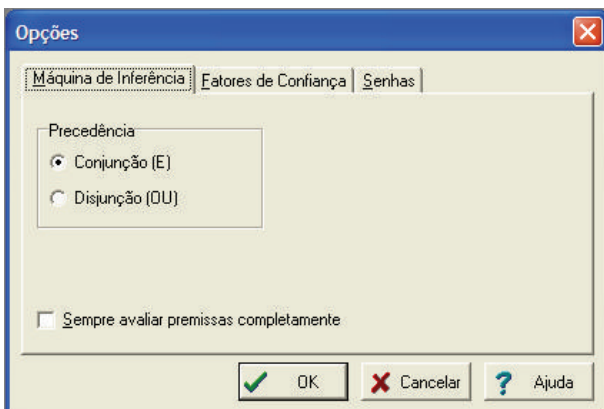 Opções
Máquina de Inferência Fatores de Confiança Senhas
Precedência
Conjunção (E)
Disjunção (OU)
Sempre avaliar premissas completamente
OK Cancelar Ajuda